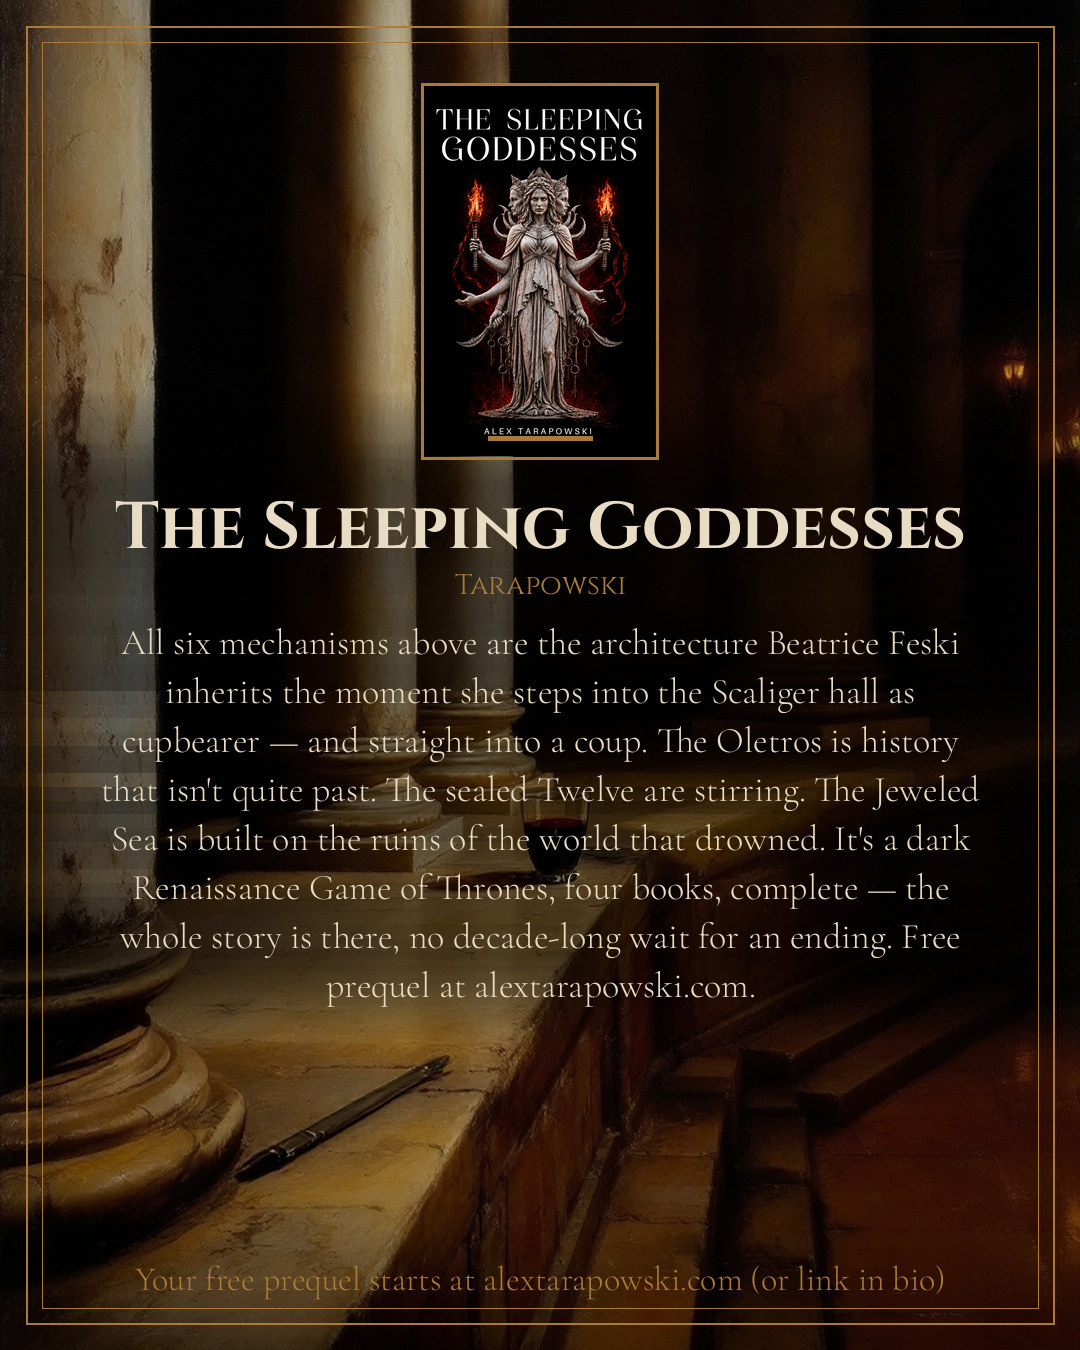 THE SLEEPING
GODDESSES
ALEX TARAPOWSKI
THE SLEEPING GODDESSES
TARAPOWSKI
All six mechanisms above are the architecture Beatrice Feski
inherits the moment she steps into the Scaliger hall as
cupbearer — and straight into a coup. The Oletros is history
that isn't quite past. The sealed Twelve are stirring. The Jeweled
Sea is built on the ruins of the world that drowned. It's a dark
Renaissance Game of Thrones, four books, complete — the
whole story is there, no decade-long wait for an ending. Free
prequel at alextarapowski.com.
Your free prequel starts at alextarapowski.com (or link in bio)